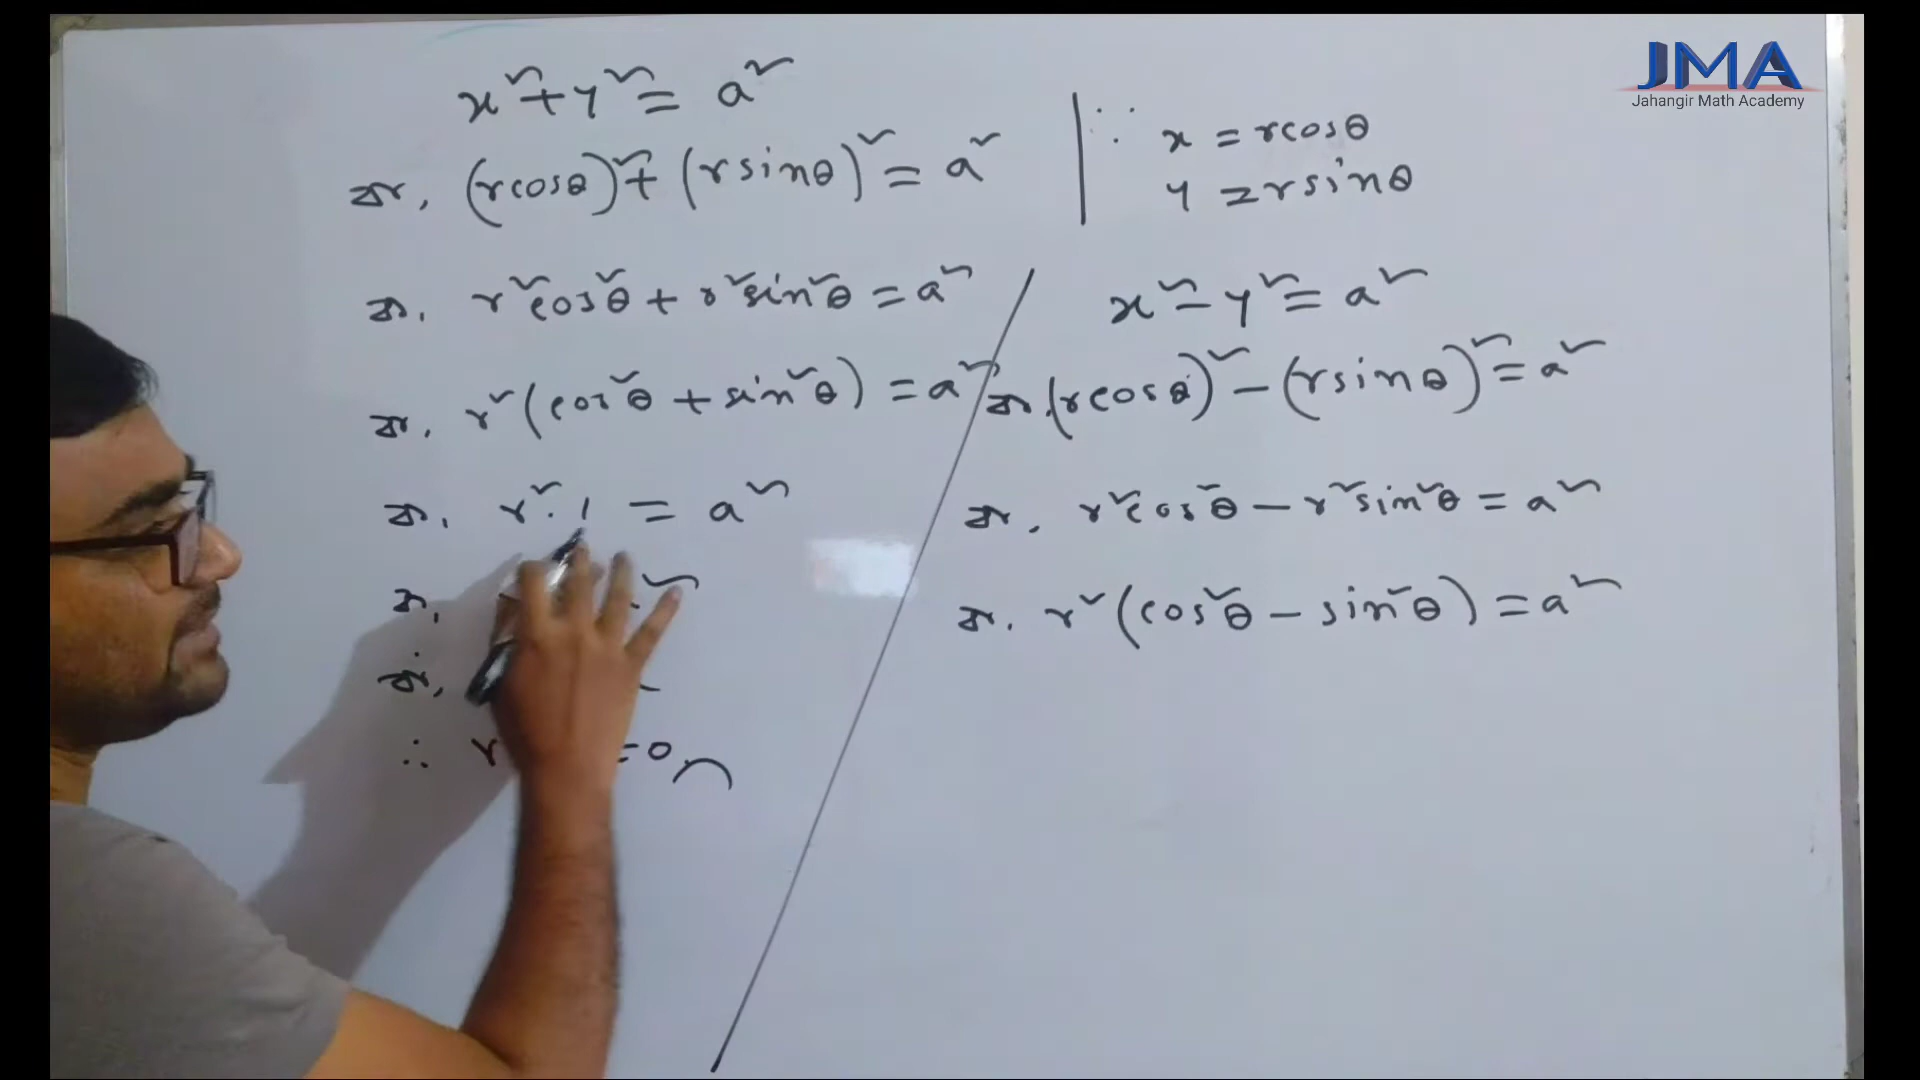 x² + y² = a²
বা, (rcosθ)² + (rsinθ)² = a²
বা, r²cos²θ + r²sin²θ = a²
বা, r²(cos²θ + sin²θ) = a²
বা, r².1 = a²
বা,
বা,
∴ r =0
∵ x = rcosθ
y = rsinθ
x² - y² = a²
বা, (rcosθ)² - (rsinθ)² = a²
বা, r²cos²θ - r²sin²θ = a²
বা, r²(cos²θ - sin²θ) = a²
JMA
Jahangir Math Academy